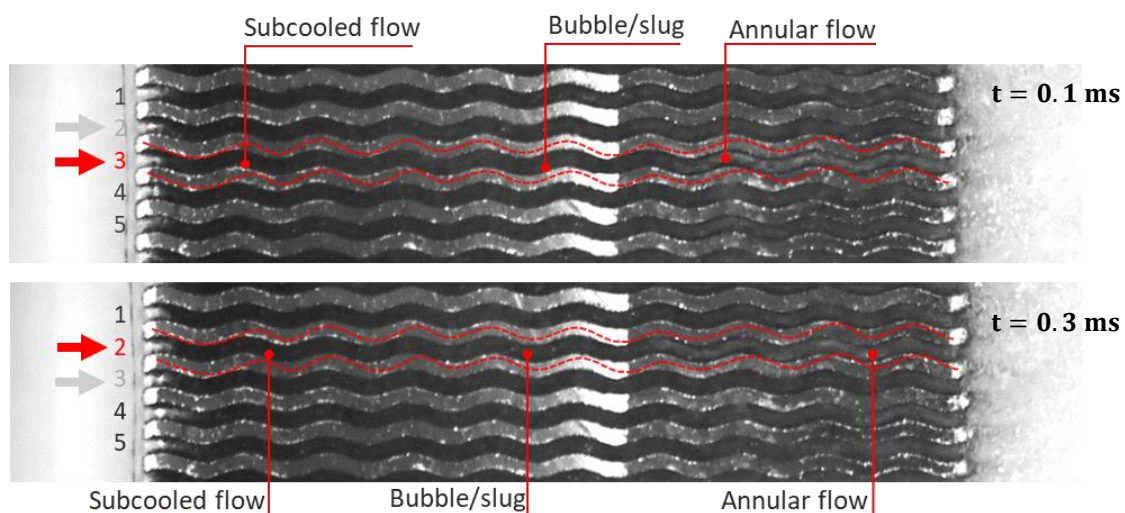 Subcooled flow
Bubble/slug
Annular flow
t = 0.1 ms
1
2
3
4
5
t = 0.3 ms
1
2
3
4
5
Subcooled flow
Bubble/slug
Annular flow